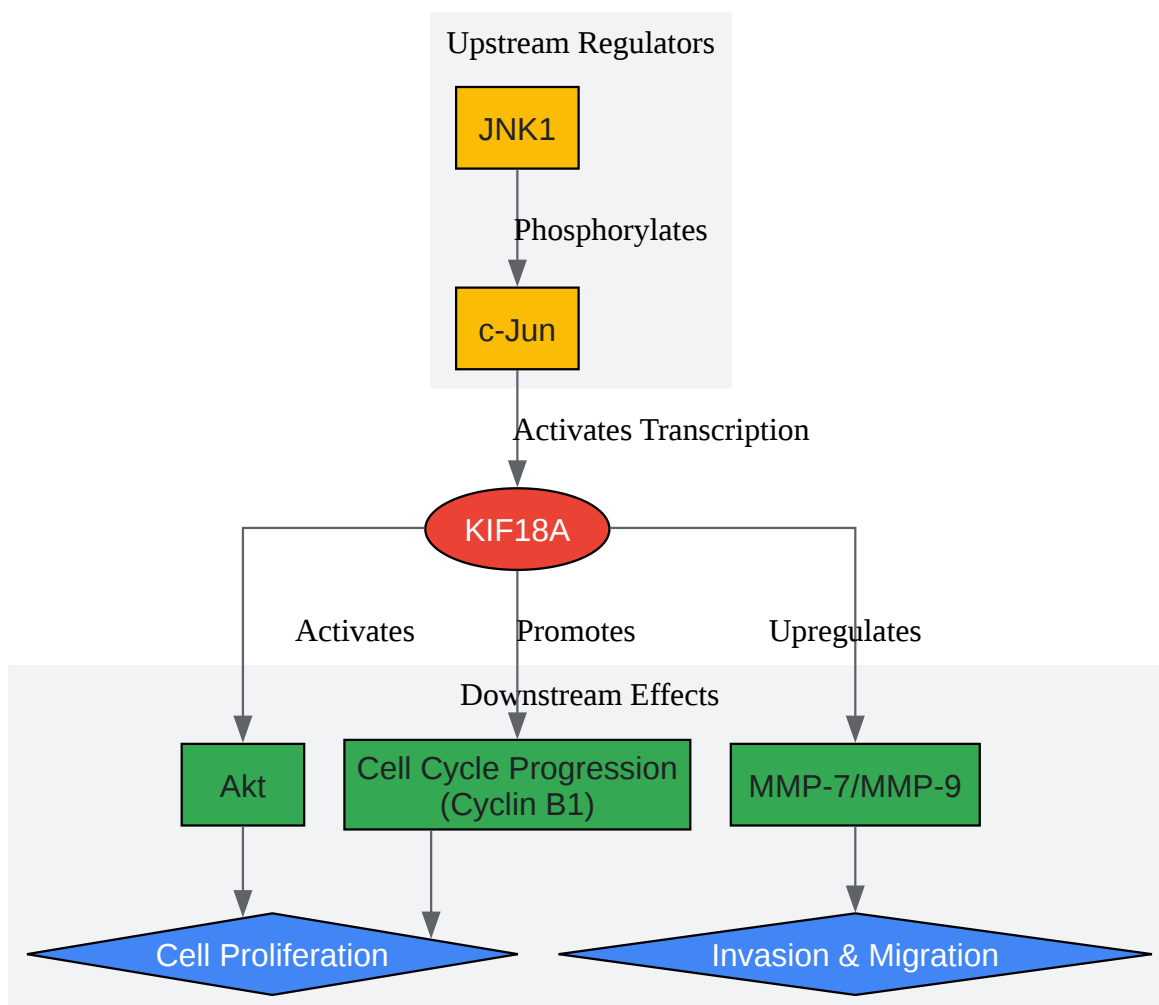 Upstream Regulators
JNK1
Phosphorylates
c-Jun
Activates Transcription
KIF18A
Activates
Promotes
Upregulates
Downstream Effects
Akt
Cell Cycle Progression
(Cyclin B1)
MMP-7/MMP-9
Cell Proliferation
Invasion & Migration